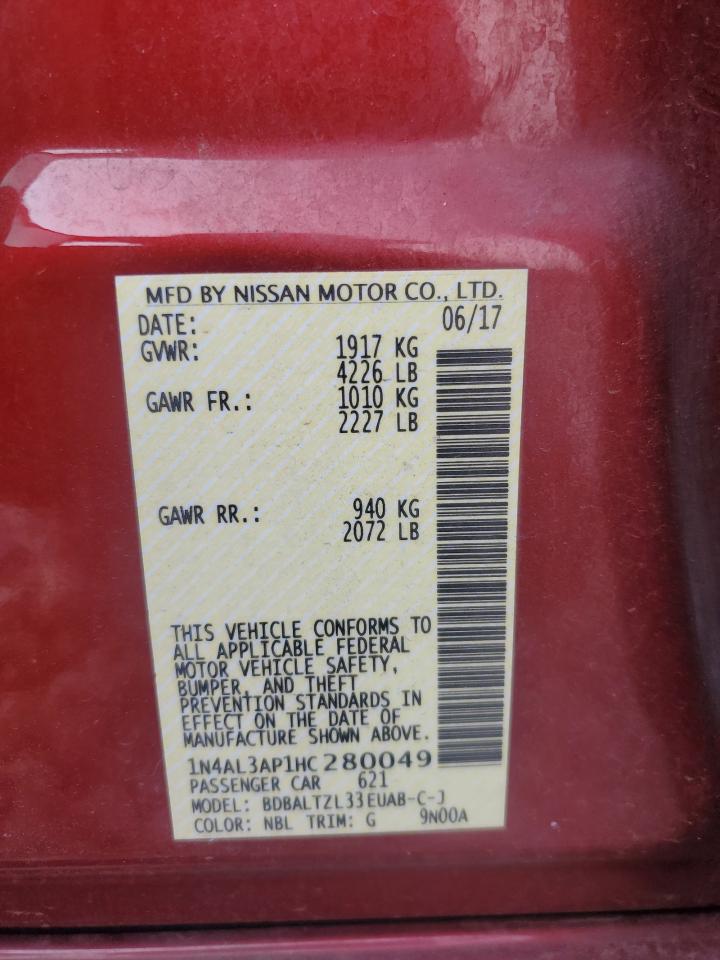 MFD BY NISSAN MOTOR CO., LTD.
DATE: 06/17
GVWR: 1917 KG
4226 LB
GAWR FR.: 1010 KG
2227 LB
GAWR RR.: 940 KG
2072 LB
THIS VEHICLE CONFORMS TO
ALL APPLICABLE FEDERAL
MOTOR VEHICLE SAFETY,
BUMPER, AND THEFT
PREVENTION STANDARDS IN
EFFECT ON THE DATE OF
MANUFACTURE SHOWN ABOVE.
1N4AL3AP1HC280049
PASSENGER CAR 621
MODEL: BDBALTZL33EUAB-C-J
COLOR: NBL TRIM: G 9N00A